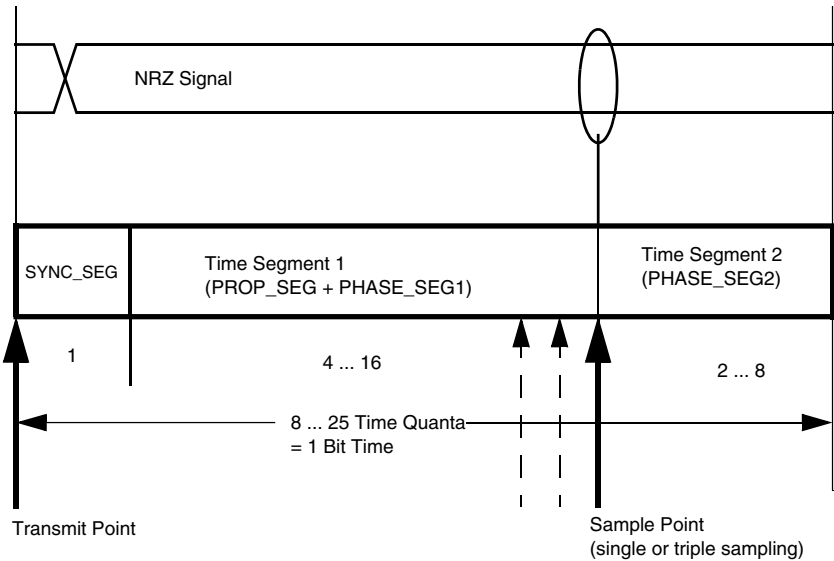 NRZ Signal
SYNC_SEG
Time Segment 1
(PROP_SEG + PHASE_SEG1)
Time Segment 2
(PHASE_SEG2)
1
4 ... 16
2 ... 8
8 ... 25 Time Quanta
= 1 Bit Time
Transmit Point
Sample Point
(single or triple sampling)